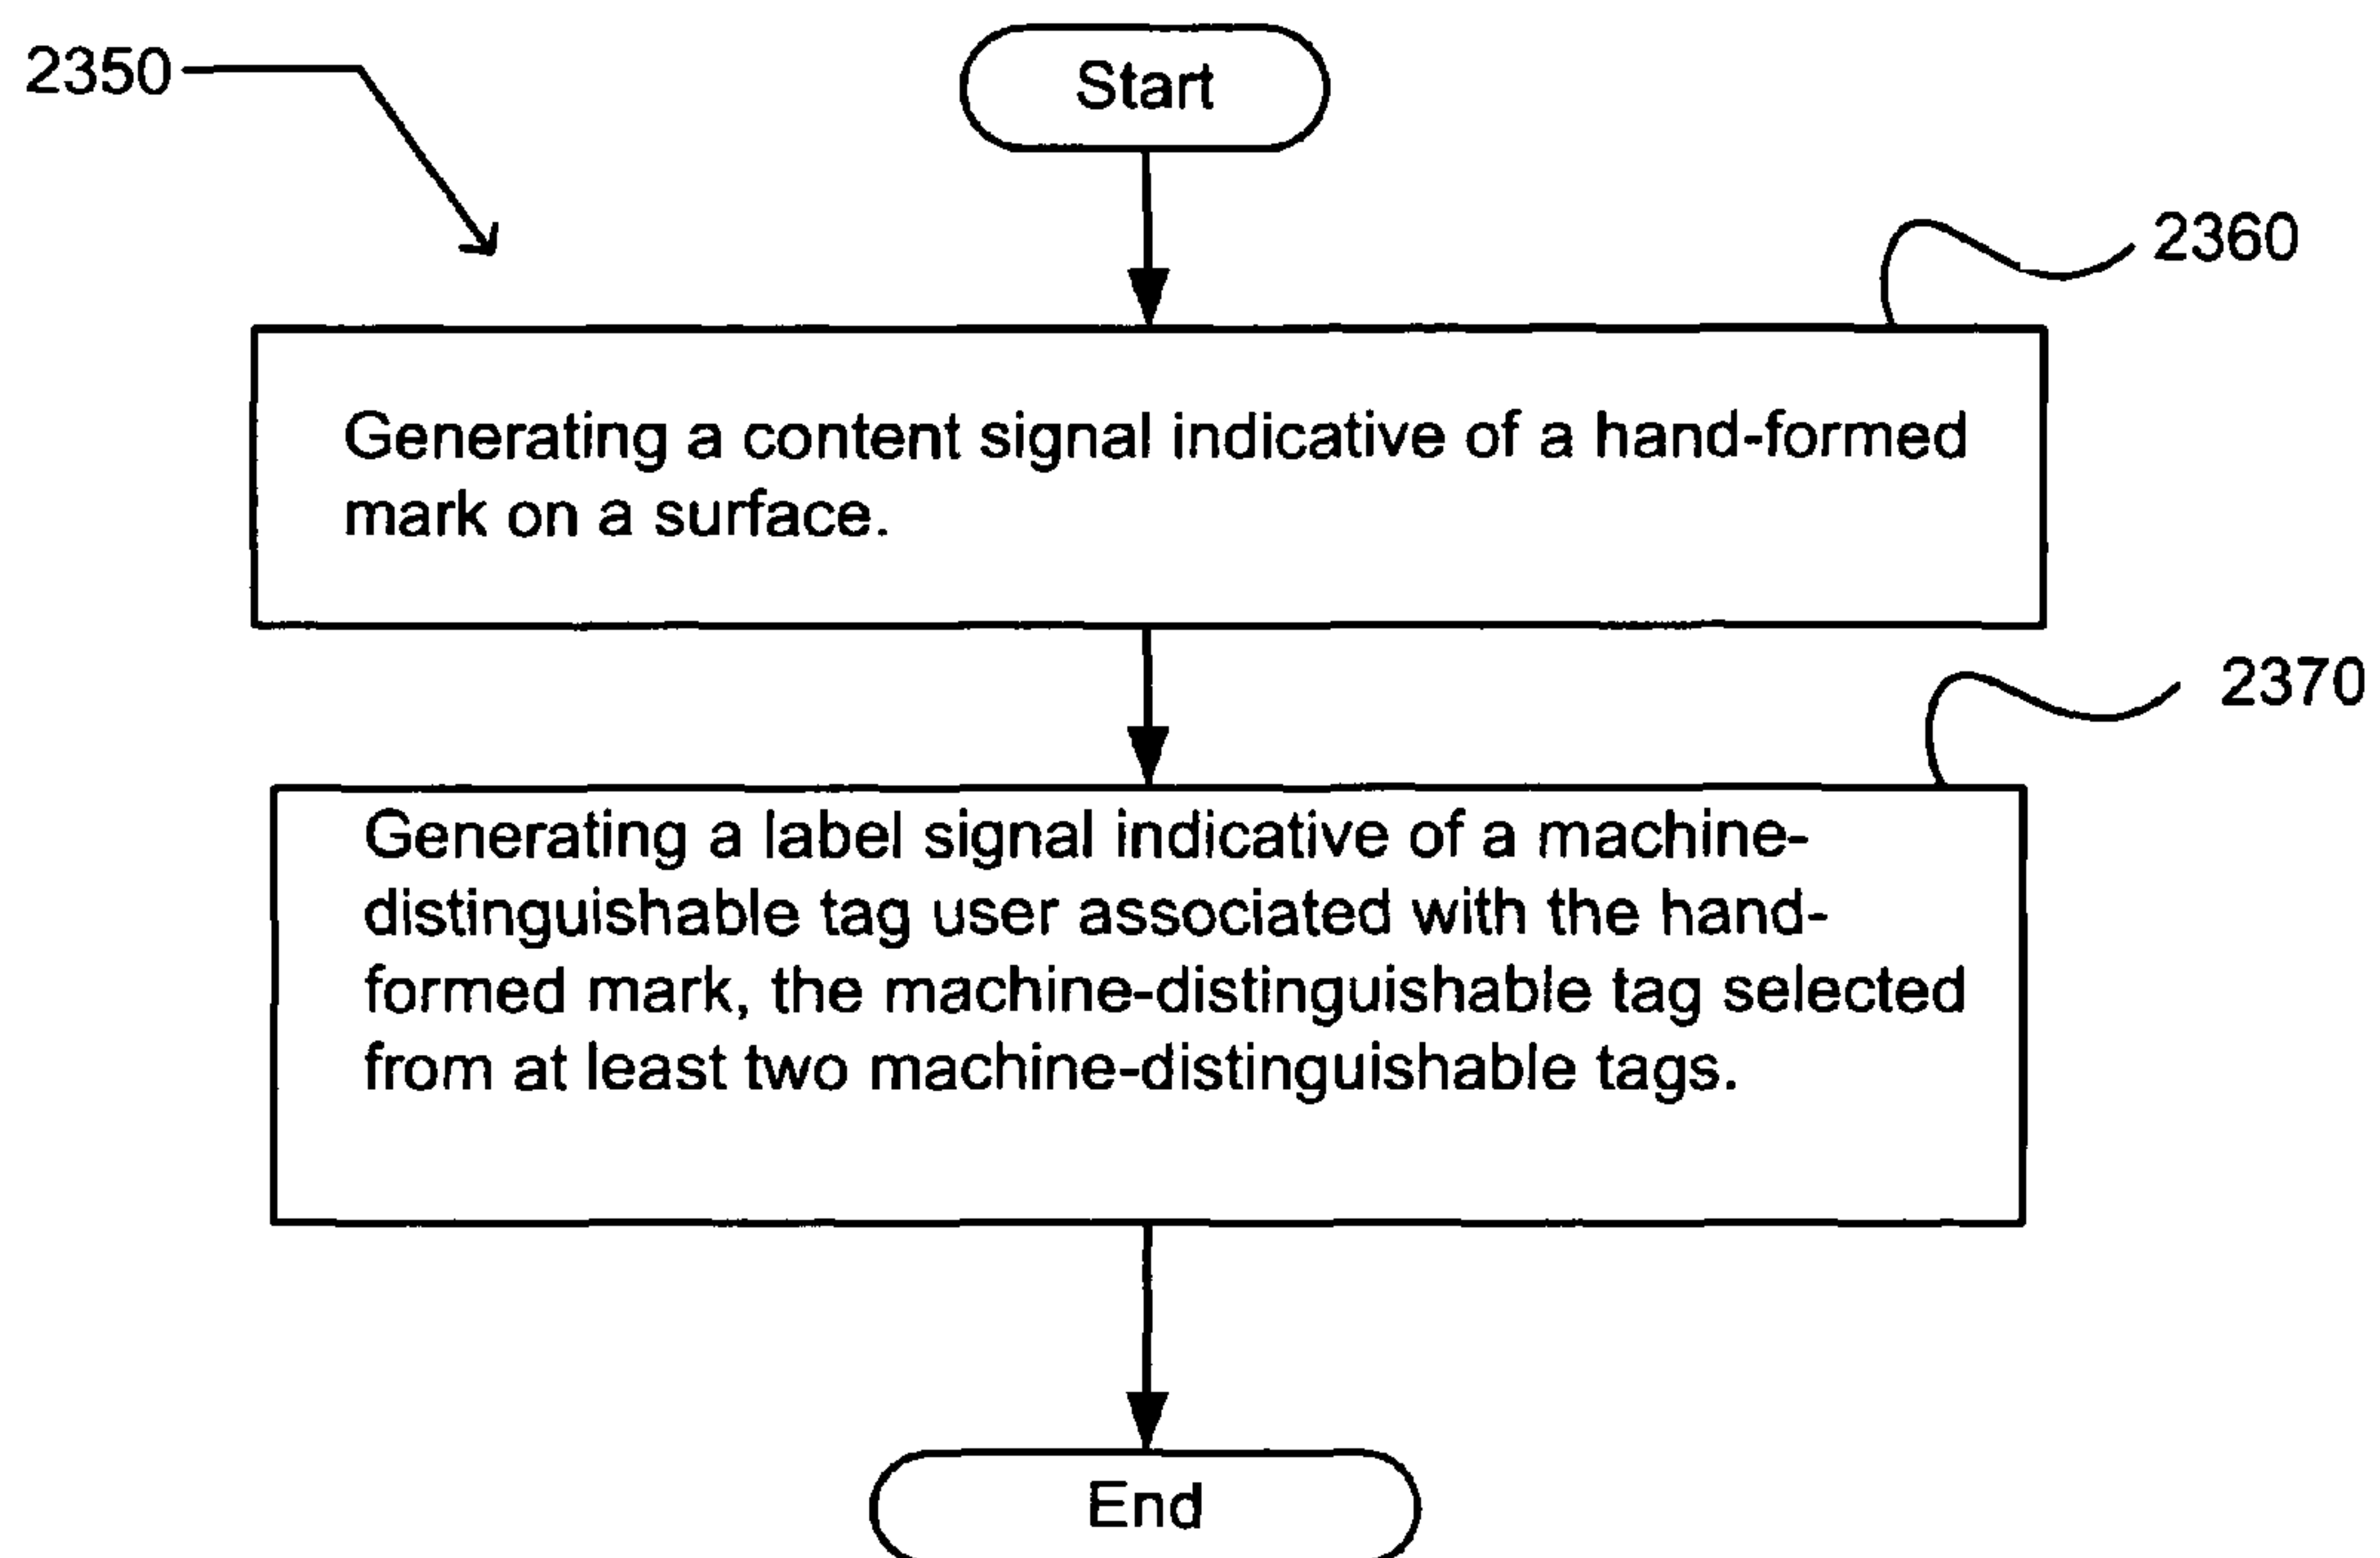 2350
Start
2360
Generating a content signal indicative of a hand-formed
mark on a surface.
2370
Generating a label signal indicative of a machine-
distinguishable tag user associated with the hand-
formed mark, the machine-distinguishable tag selected
from at least two machine-distinguishable tags.
End